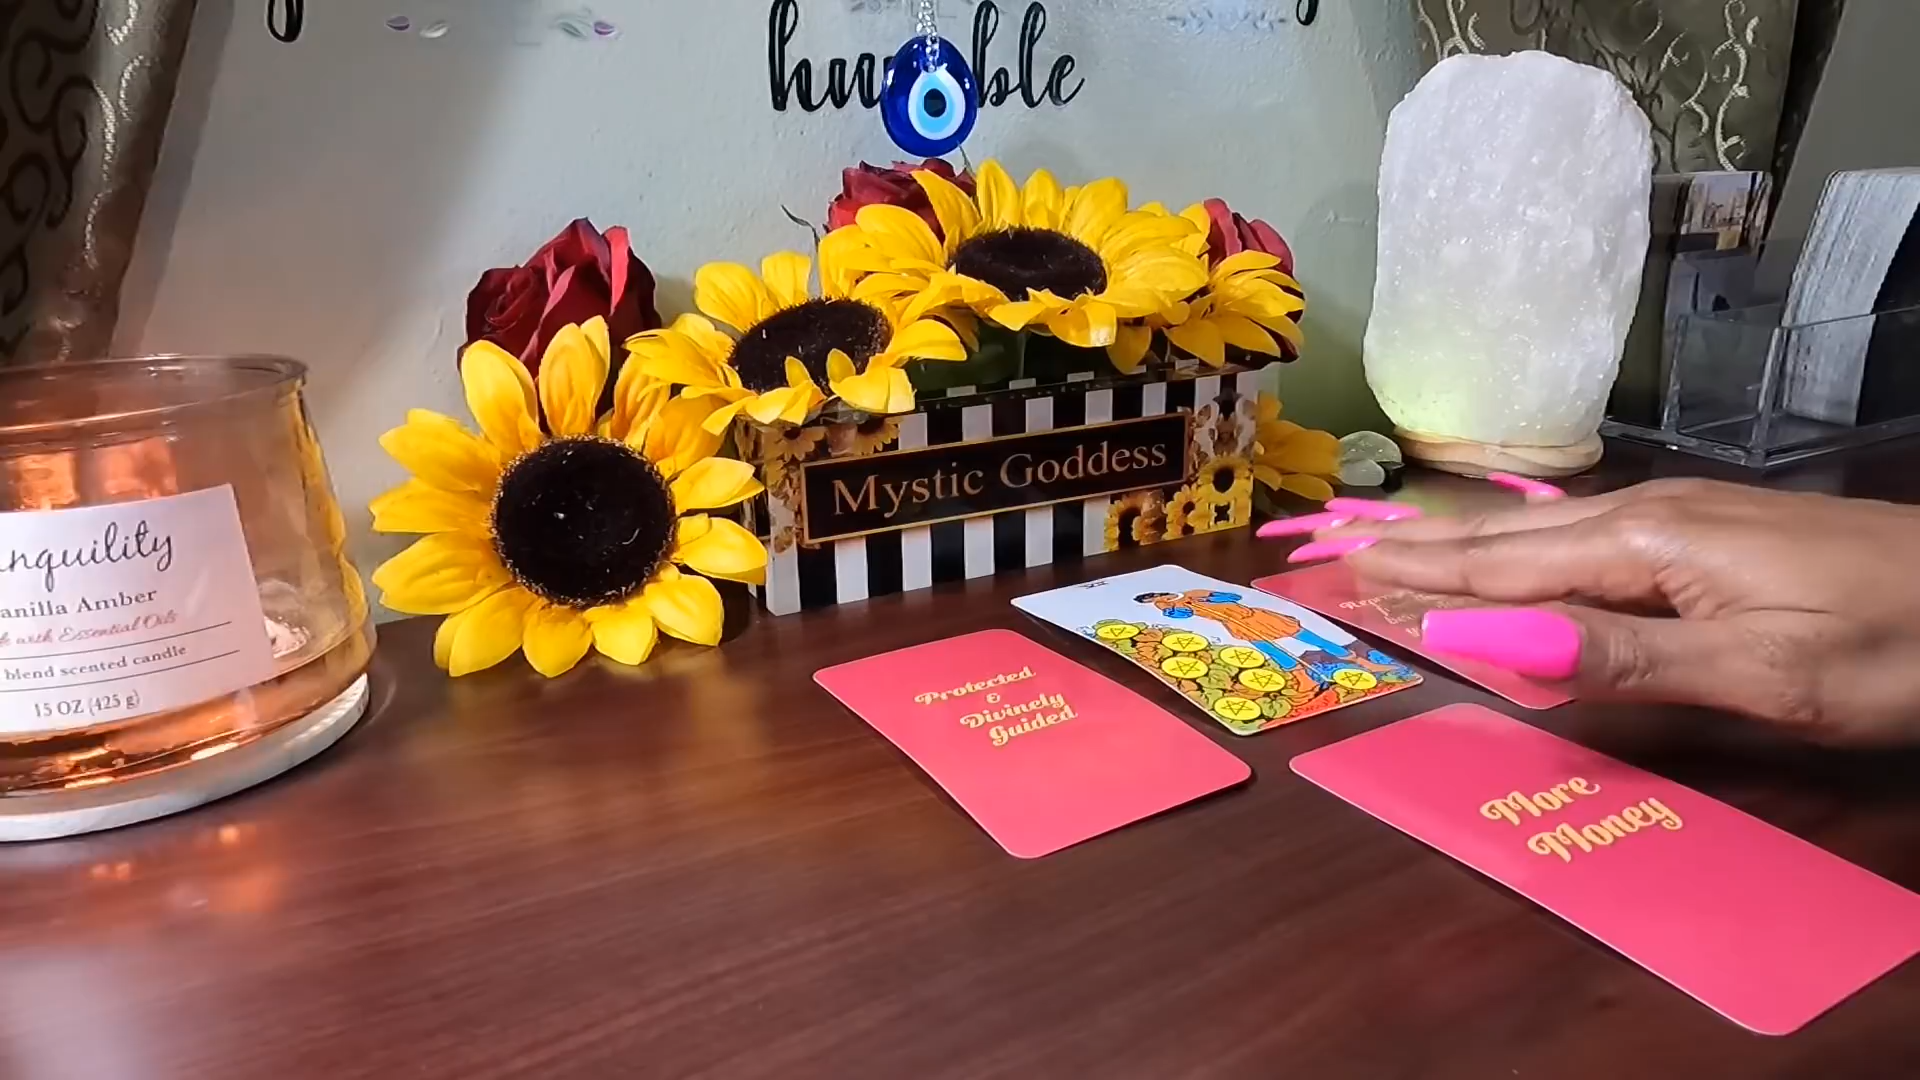 humble
Mystic Goddess
nquility
anilla Amber
with Essential Oils
blend scented candle
15 OZ (425 g)
VII
Protected
&
Divinely
Guided
More
Money